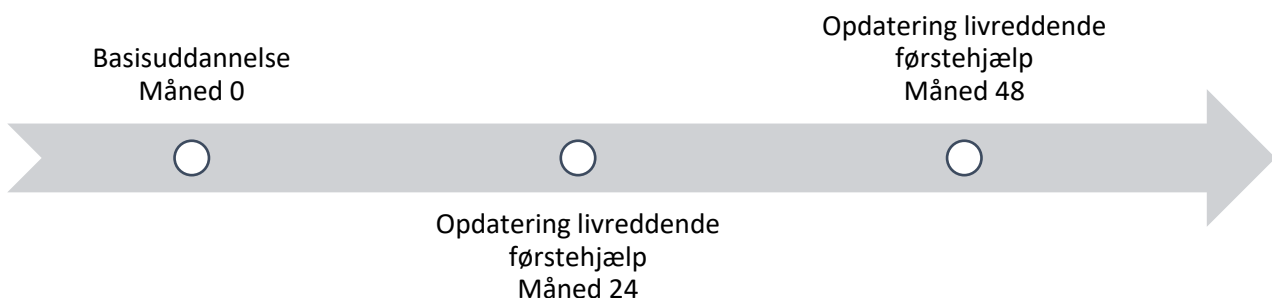 Basisuddannelse
Måned 0
Opdatering livreddende
førstehjælp
Måned 24
Opdatering livreddende
førstehjælp
Måned 48